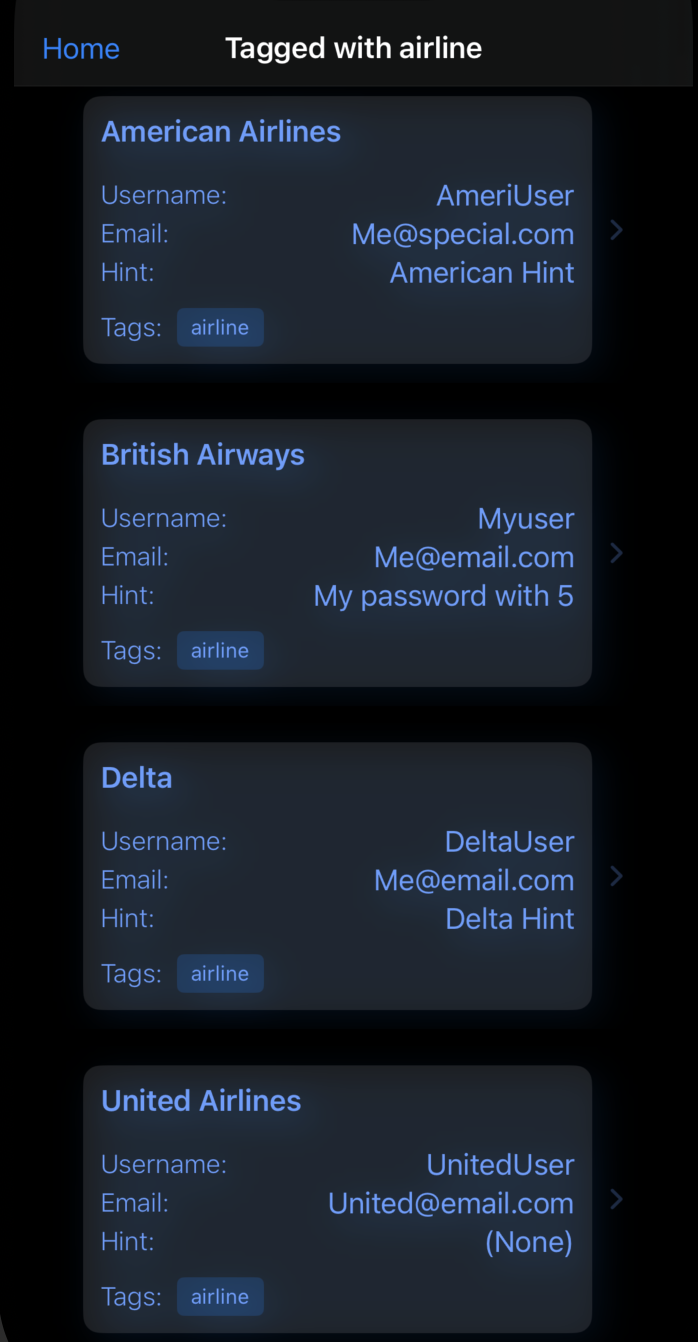 Home Tagged with airline
American Airlines
Username: AmeriUser
Email: Me@special.com
Hint: American Hint
Tags: airline
British Airways
Username: Myuser
Email: Me@email.com
Hint: My password with 5
Tags: airline
Delta
Username: DeltaUser
Email: Me@email.com
Hint: Delta Hint
Tags: airline
United Airlines
Username: UnitedUser
Email: United@email.com
Hint: (None)
Tags: airline